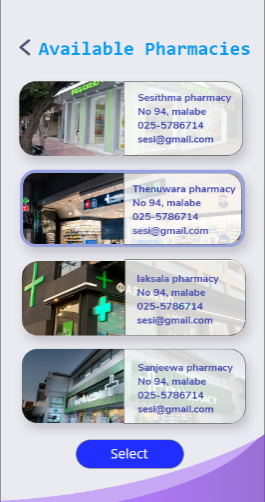 Available Pharmacies
Sesithma pharmacy
No 94, malabe
025-5786714
sesi@gmail.com
Thenuwara pharmacy
No 94, malabe
025-5786714
sesi@gmail.com
laksala pharmacy
No 94, malabe
025-5786714
sesi@gmail.com
Sanjeewa pharmacy
No 94, malabe
025-5786714
sesi@gmail.com
Select